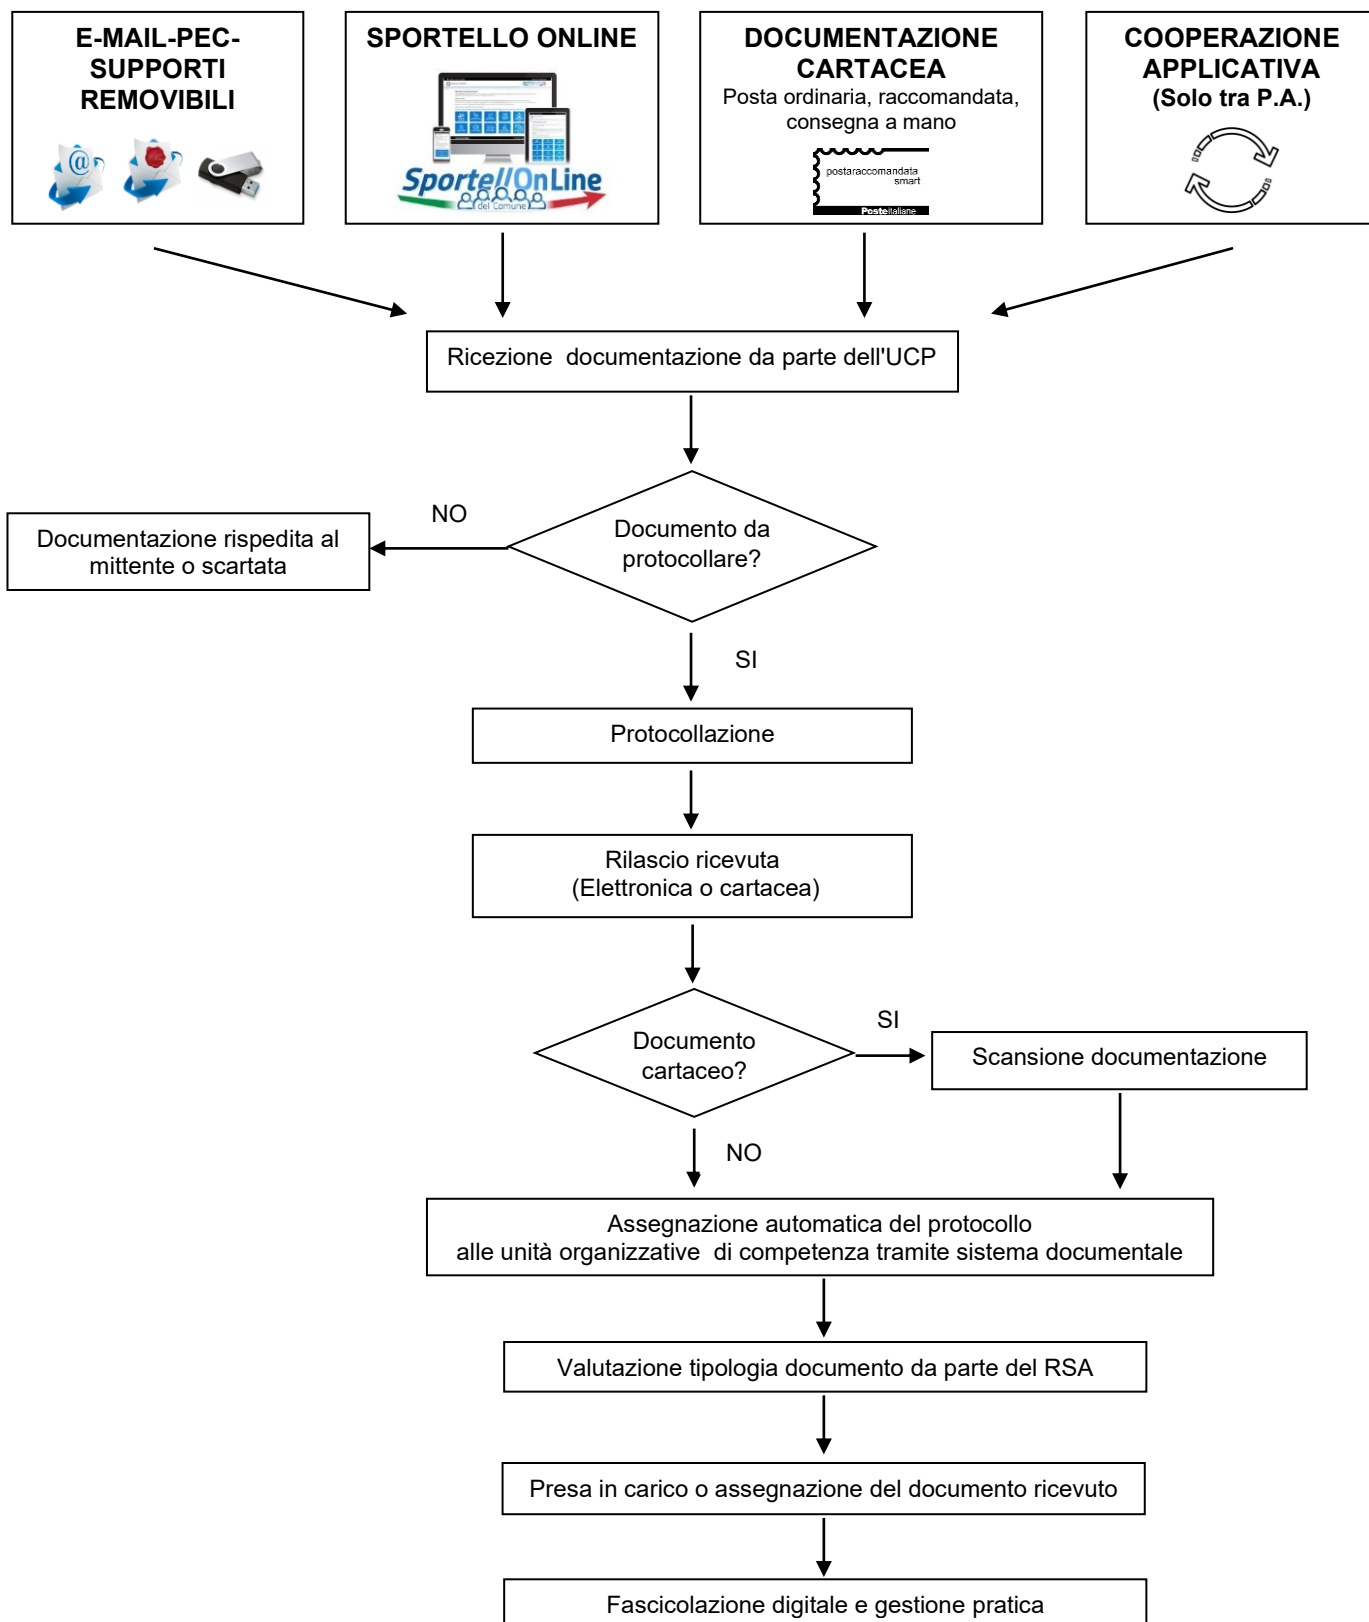 E-MAIL-PEC-
SUPPORTI
REMOVIBILI
@
SPORTELLO ONLINE
SportellOnLine
del Comune
DOCUMENTAZIONE
CARTACEA
Posta ordinaria, raccomandata,
consegna a mano
postaraccomandata
smart
Posteitaliane
COOPERAZIONE
APPLICATIVA
(Solo tra P.A.)
Ricezione documentazione da parte dell'UCP
Documento da
protocollare?
NO
Documentazione rispedita al
mittente o scartata
SI
Protocollazione
Rilascio ricevuta
(Elettronica o cartacea)
Documento
cartaceo?
SI
Scansione documentazione
NO
Assegnazione automatica del protocollo
alle unità organizzative di competenza tramite sistema documentale
Valutazione tipologia documento da parte del RSA
Presa in carico o assegnazione del documento ricevuto
Fascicolazione digitale e gestione pratica